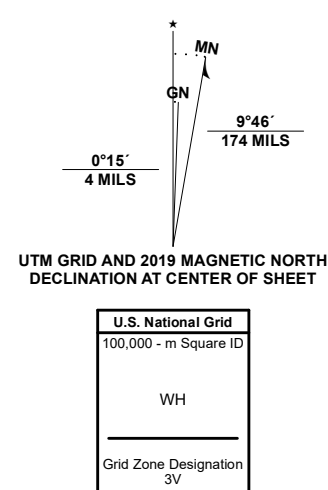 ★
MN
GN
9°46´
174 MILS
0°15´
4 MILS
UTM GRID AND 2019 MAGNETIC NORTH
DECLINATION AT CENTER OF SHEET
U.S. National Grid
100,000 - m Square ID
WH
Grid Zone Designation
3V